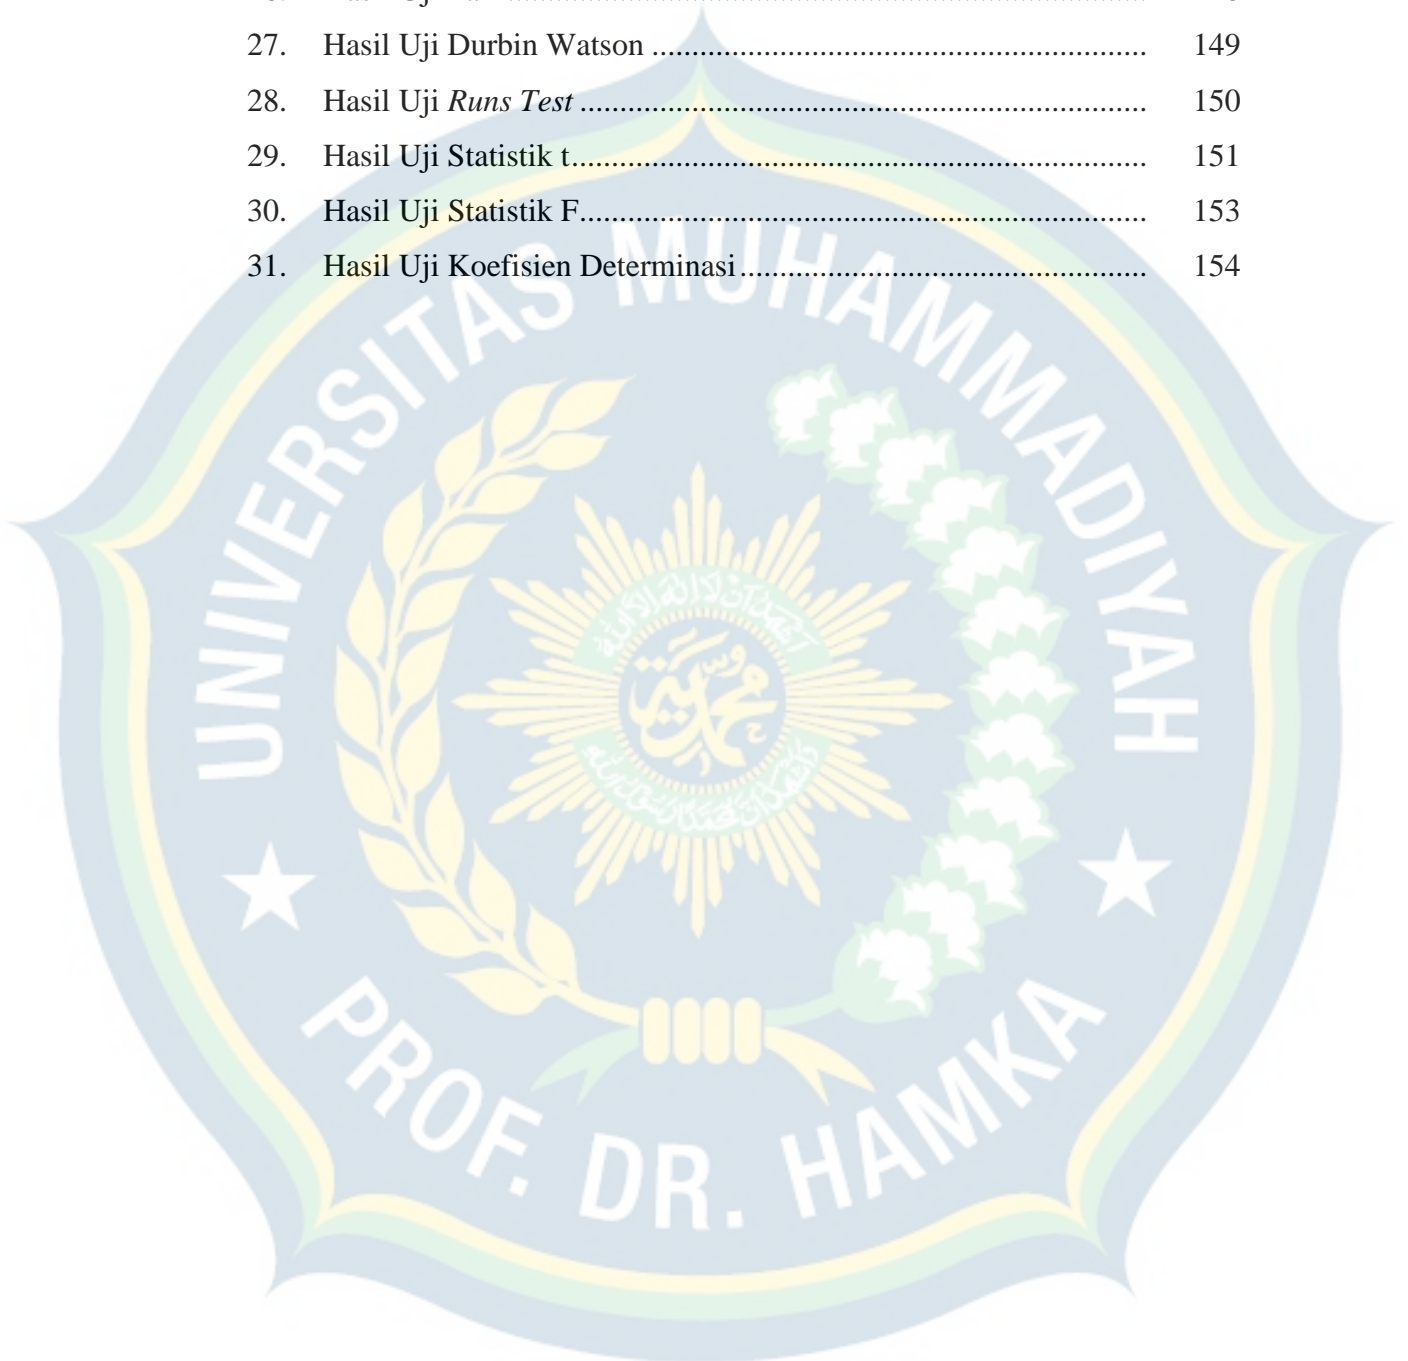 27. Hasil Uji Durbin Watson ............................................................... 149
28. Hasil Uji Runs Test ....................................................................... 150
29. Hasil Uji Statistik t........................................................................ 151
30. Hasil Uji Statistik F....................................................................... 153
31. Hasil Uji Koefisien Determinasi................................................... 154
UNIVERSITAS MUHAMMADIYAH
محمدية
PROF. DR. HAMKA